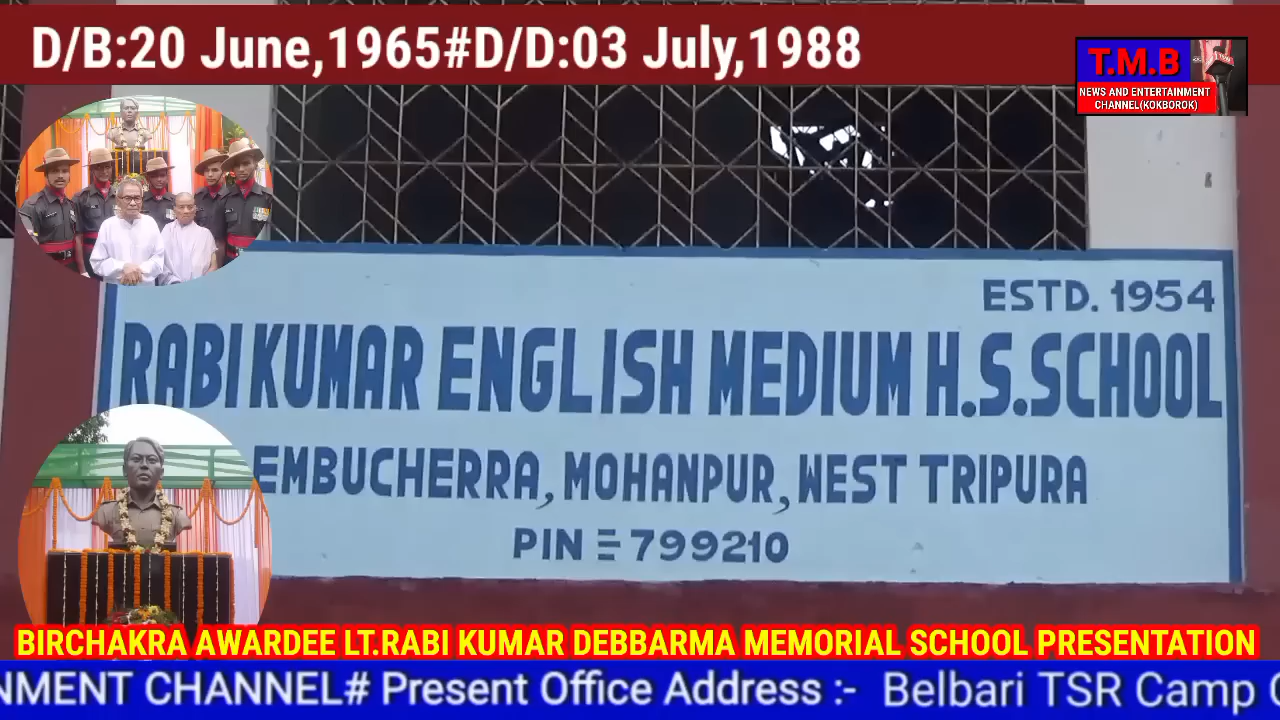 D/B:20 June,1965#D/D:03 July,1988
T.M.B
NEWS AND ENTERTAINMENT
CHANNEL(KOKBOROK)
ESTD. 1954
RABI KUMAR ENGLISH MEDIUM H.S.SCHOOL
EMBUCHERRA, MOHANPUR, WEST TRIPURA
PIN = 799210
BIRCHAKRA AWARDEE LT.RABI KUMAR DEBBARMA MEMORIAL SCHOOL PRESENTATION
NMENT CHANNEL# Present Office Address :- Belbari TSR Camp